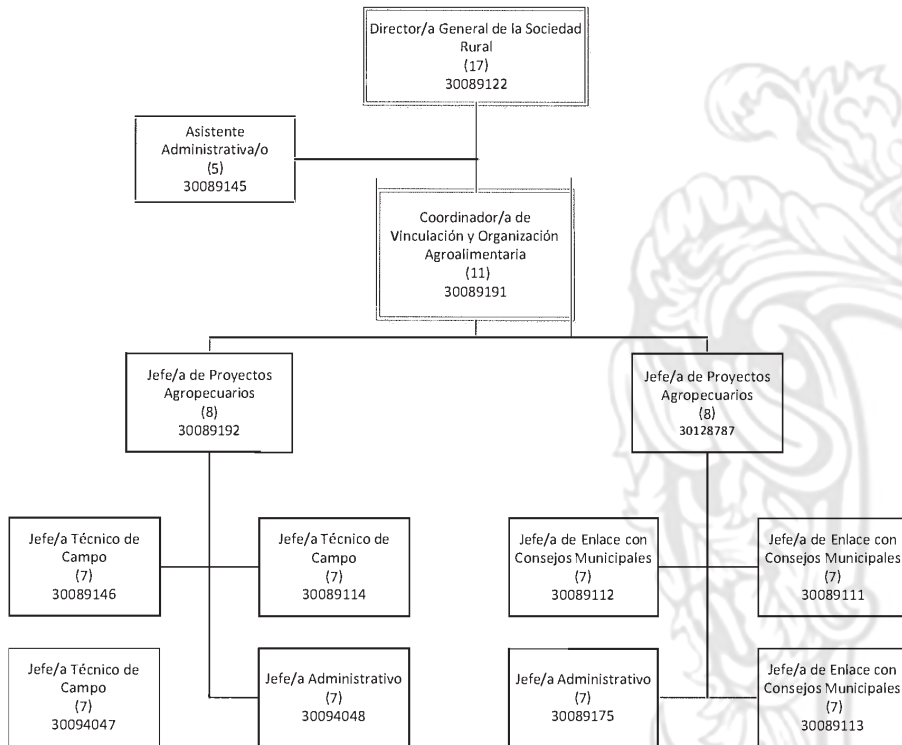 Director/a General de la Sociedad
Rural
(17)
30089122
Asistente
Administrativa/o
(5)
30089145
Coordinador/a de
Vinculación y Organización
Agroalimentaria
(11)
30089191
Jefe/a de Proyectos
Agropecuarios
(8)
30089192
Jefe/a de Proyectos
Agropecuarios
(8)
30128787
Jefe/a Técnico de
Campo
(7)
30089146
Jefe/a Técnico de
Campo
(7)
30089114
Jefe/a de Enlace con
Consejos Municipales
(7)
30089112
Jefe/a de Enlace con
Consejos Municipales
(7)
30089111
Jefe/a Técnico de
Campo
(7)
30094047
Jefe/a Administrativo
(7)
30094048
Jefe/a Administrativo
(7)
30089175
Jefe/a de Enlace con
Consejos Municipales
(7)
30089113